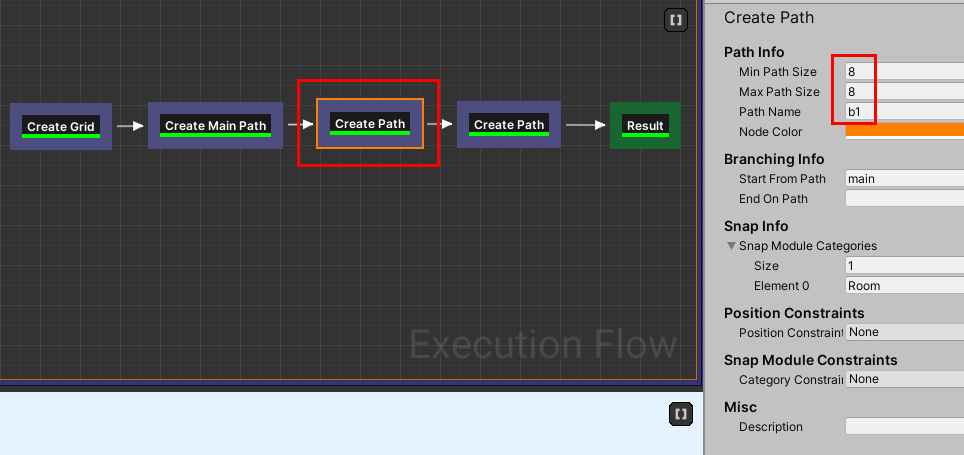 Create Grid
Create Main Path
Create Path
Create Path
Result
Execution Flow
Create Path
Path Info
Min Path Size 8
Max Path Size 8
Path Name b1
Node Color
Branching Info
Start From Path main
End On Path
Snap Info
Snap Module Categories
Size 1
Element 0 Room
Position Constraints
Position Constraint None
Snap Module Constraints
Category Constrai None
Misc
Description